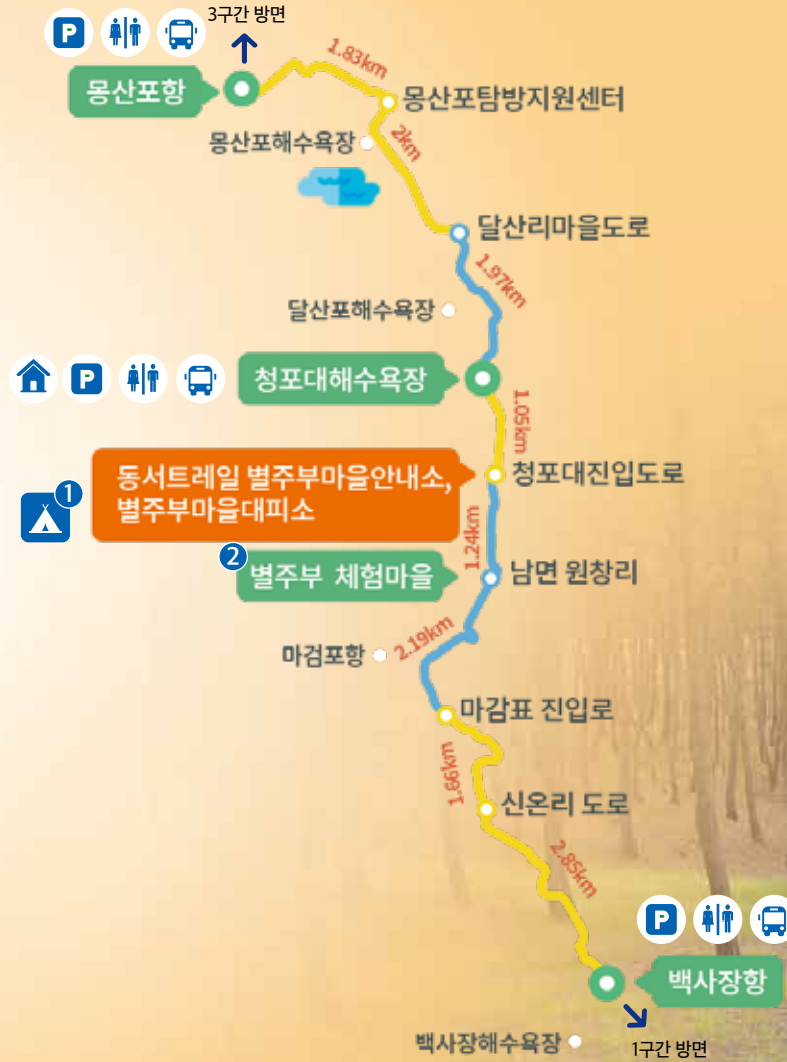 3구간 방면
P
몽산포항
1.83km
몽산포탐방지원센터
몽산포해수욕장
2km
달산리마을도로
1.97km
달산포해수욕장
P
청포대해수욕장
1.05km
동서트레일 별주부마을안내소,
별주부마을대피소
청포대진입도로
1
1.24km
2
별주부 체험마을
남면 원창리
마검포항
2.19km
마감표 진입로
1.66km
신온리 도로
2.85km
P
백사장항
백사장해수욕장
1구간 방면